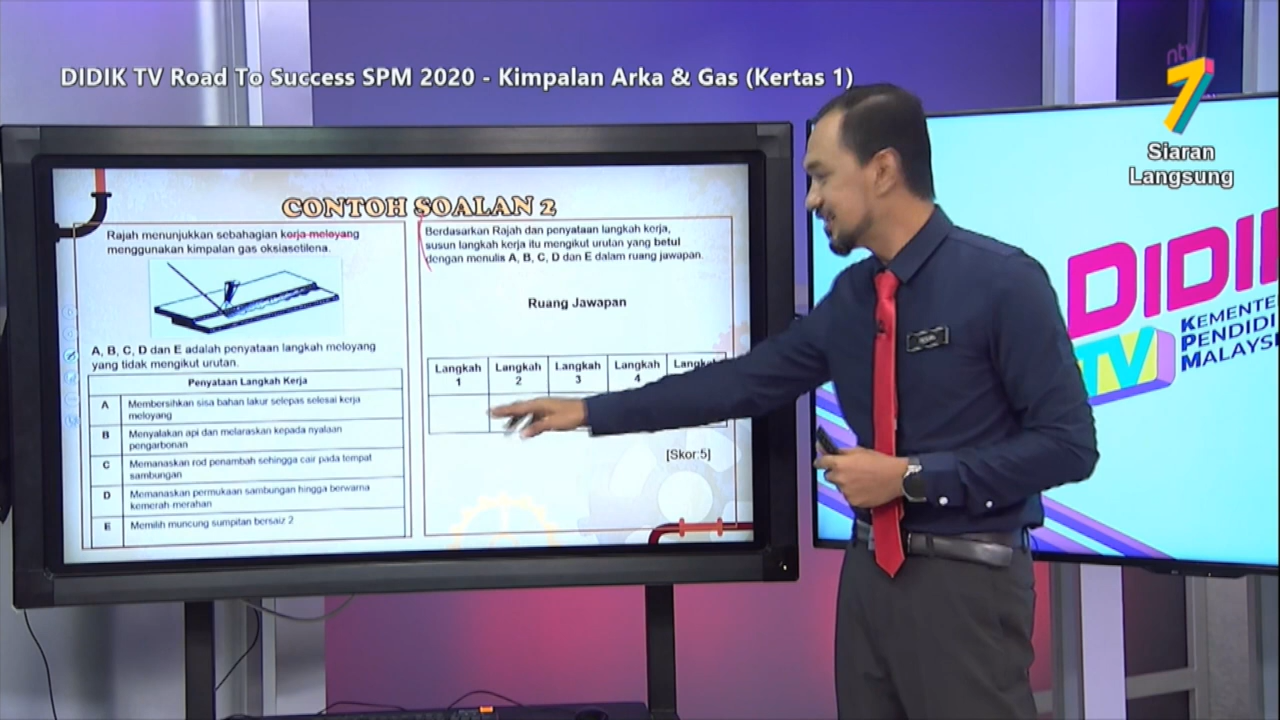 DIDIK TV Road To Success SPM 2020 - Kimpalan Arka & Gas (Kertas 1)
ntv
7
Siaran
Langsung
CONTOH SOALAN 2
Rajah menunjukkan sebahagian kerja meloyang
menggunakan kimpalan gas oksiasetilena.
A, B, C, D dan E adalah penyataan langkah meloyang
yang tidak mengikut urutan.
Penyataan Langkah Kerja
A Membersihkan sisa bahan lakur selepas selesai kerja
meloyang
B Menyalakan api dan melaraskan kepada nyalaan
pengarbonan
C Memanaskan rod penambah sehingga cair pada tempat
sambungan
D Memanaskan permukaan sambungan hingga berwarna
kemerah-merahan
E Memilih muncung sumpitan bersaiz 2
Berdasarkan Rajah dan penyataan langkah kerja,
susun langkah kerja itu mengikut urutan yang betul
dengan menulis A, B, C, D dan E dalam ruang jawapan.
Ruang Jawapan
Langkah Langkah Langkah Langkah Langkah
1 2 3 4
[Skor:5]
DIDIK
TV
KEMENTE
PENDIDI
MALAYSI